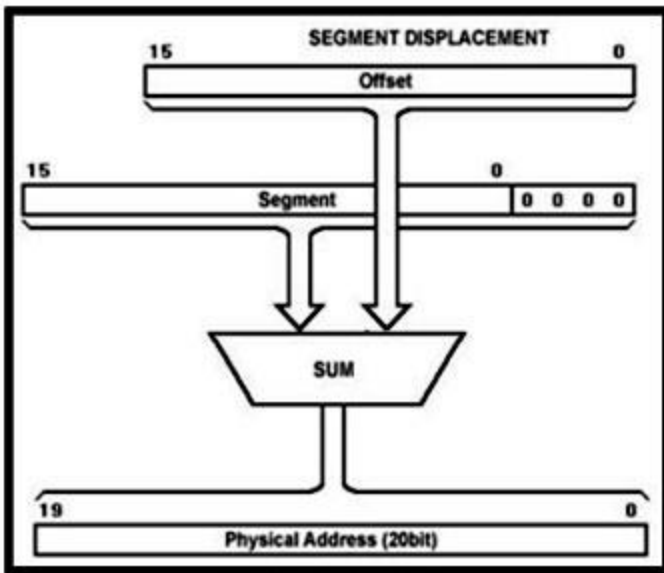 SEGMENT DISPLACEMENT
15 0
Offset
15 0
Segment 0 0 0 0
SUM
19 0
Physical Address (20bit)